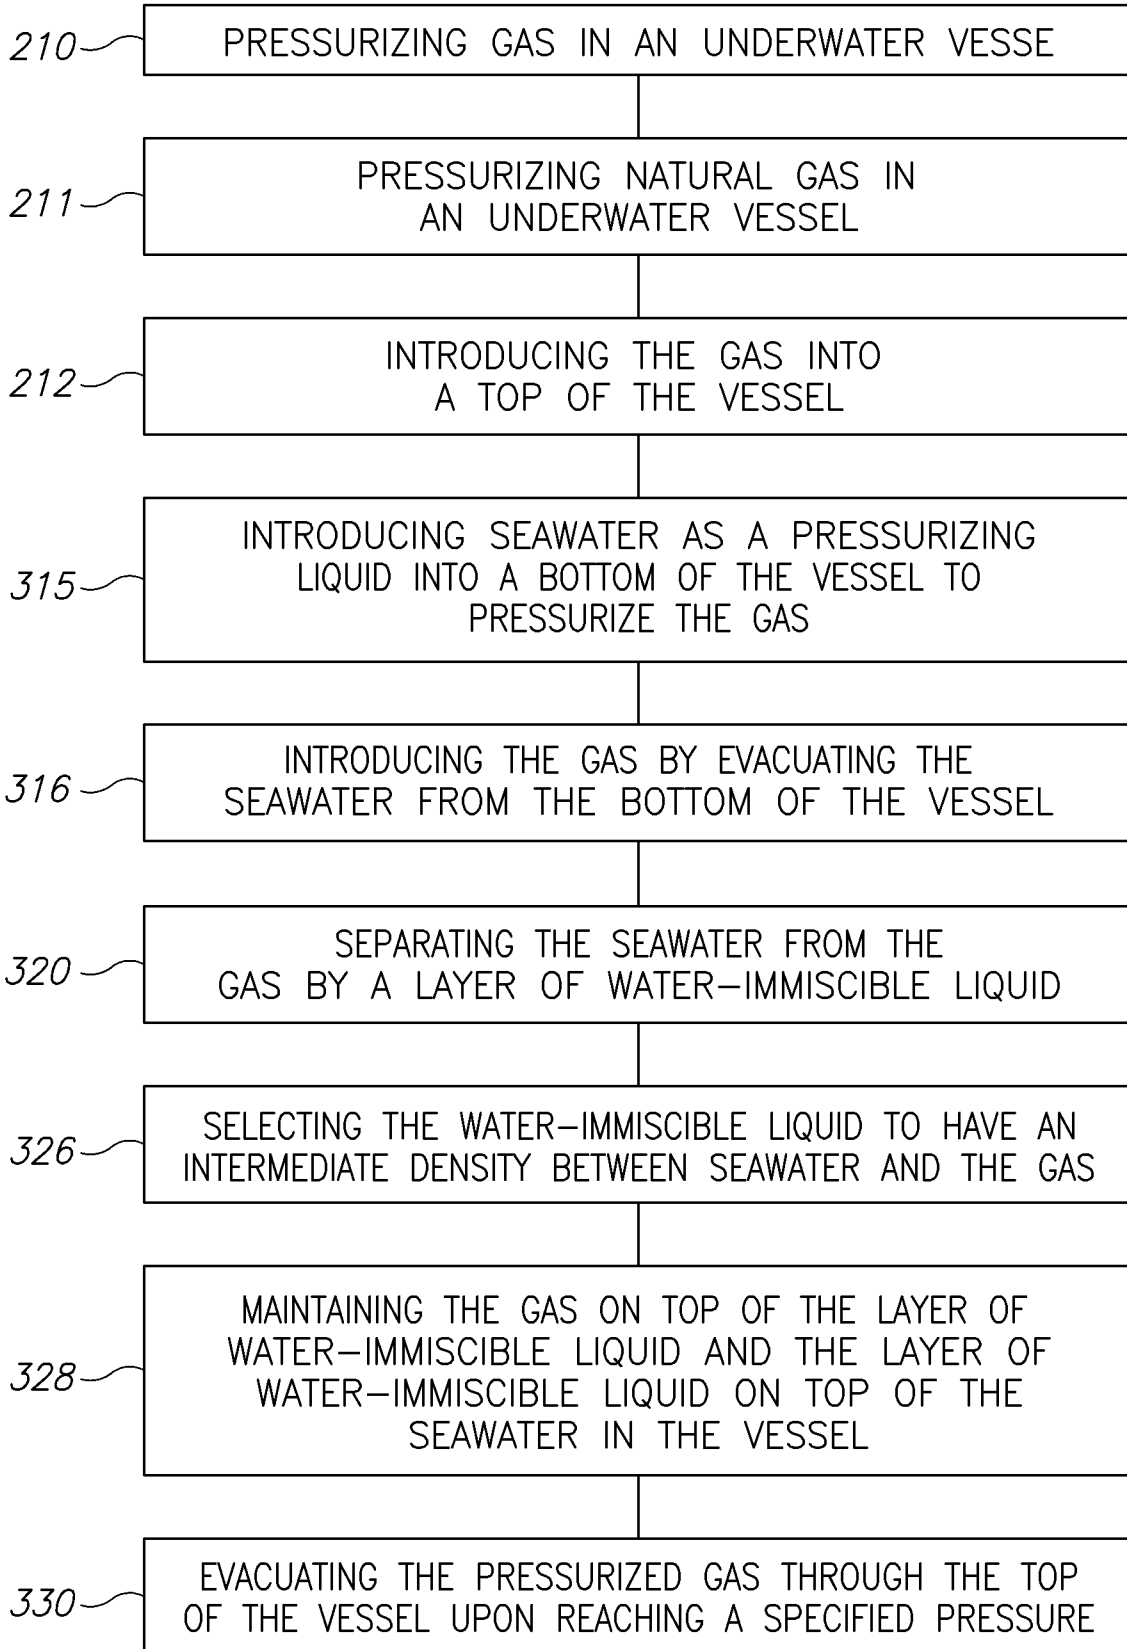 210
PRESSURIZING GAS IN AN UNDERWATER VESSE
211
PRESSURIZING NATURAL GAS IN
AN UNDERWATER VESSEL
212
INTRODUCING THE GAS INTO
A TOP OF THE VESSEL
315
INTRODUCING SEAWATER AS A PRESSURIZING
LIQUID INTO A BOTTOM OF THE VESSEL TO
PRESSURIZE THE GAS
316
INTRODUCING THE GAS BY EVACUATING THE
SEAWATER FROM THE BOTTOM OF THE VESSEL
320
SEPARATING THE SEAWATER FROM THE
GAS BY A LAYER OF WATER-IMMISCIBLE LIQUID
326
SELECTING THE WATER-IMMISCIBLE LIQUID TO HAVE AN
INTERMEDIATE DENSITY BETWEEN SEAWATER AND THE GAS
328
MAINTAINING THE GAS ON TOP OF THE LAYER OF
WATER-IMMISCIBLE LIQUID AND THE LAYER OF
WATER-IMMISCIBLE LIQUID ON TOP OF THE
SEAWATER IN THE VESSEL
330
EVACUATING THE PRESSURIZED GAS THROUGH THE TOP
OF THE VESSEL UPON REACHING A SPECIFIED PRESSURE